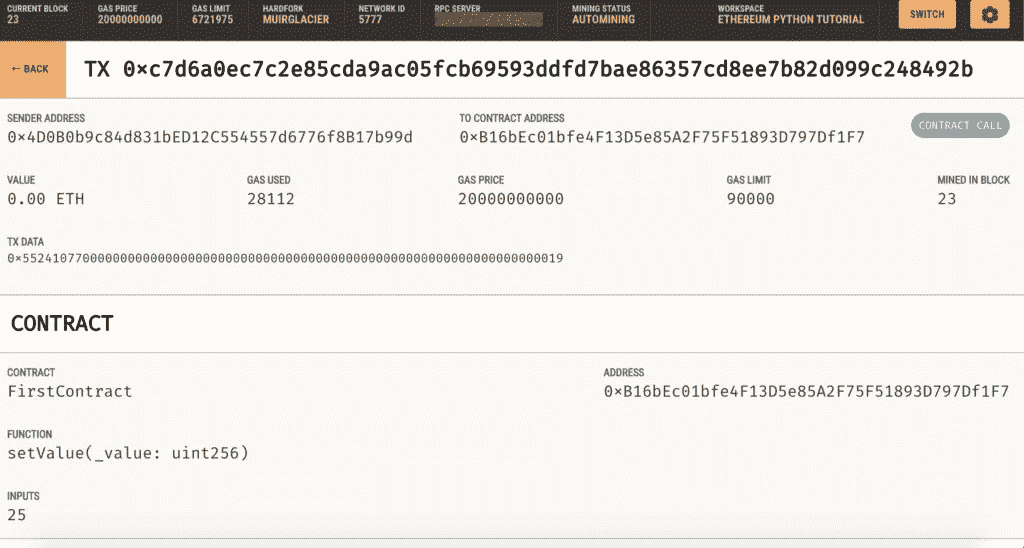 CURRENT BLOCK GAS PRICE GAS LIMIT HARDFORK NETWORK ID RPC SERVER MINING STATUS WORKSPACE
23 20000000000 6721975 MUIRGLACIER 5777 AUTOMINING ETHEREUM PYTHON TUTORIAL SWITCH
← BACK TX 0×c7d6a0ec7c2e85cda9ac05fcb69593ddfd7bae86357cd8ee7b82d099c248492b
SENDER ADDRESS TO CONTRACT ADDRESS
0×4D0B0b9c84d831bED12C554557d6776f8B17b99d 0×B16bEc01bfe4F13D5e85A2F75F51893D797Df1F7 CONTRACT CALL
VALUE GAS USED GAS PRICE GAS LIMIT MINED IN BLOCK
0.00 ETH 28112 20000000000 90000 23
TX DATA
0×552410770000000000000000000000000000000000000000000000000000000000000019
CONTRACT
CONTRACT ADDRESS
FirstContract 0×B16bEc01bfe4F13D5e85A2F75F51893D797Df1F7
FUNCTION
setValue(_value: uint256)
INPUTS
25